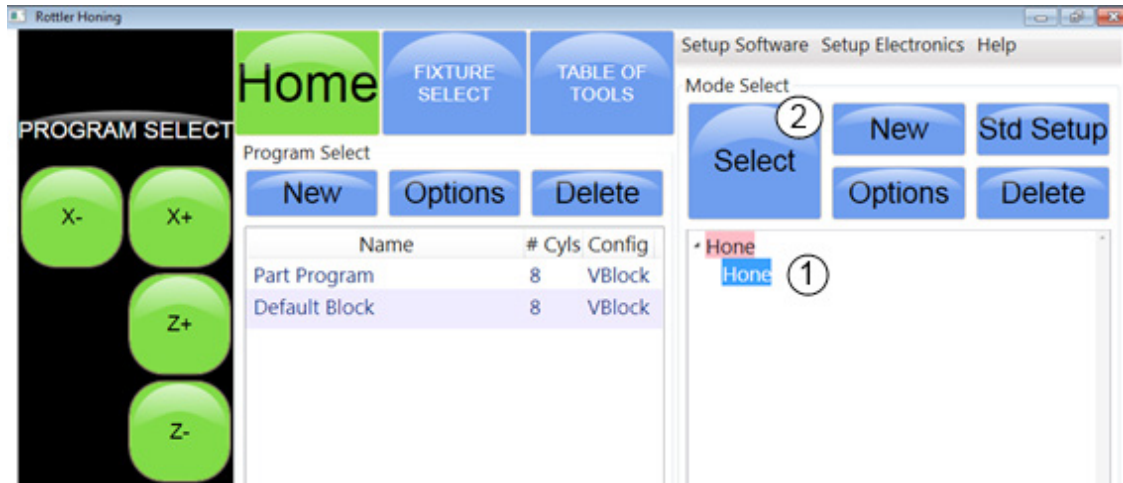 Rottler Honing
Setup Software Setup Electronics Help
Home
FIXTURE
SELECT
TABLE OF
TOOLS
Mode Select
PROGRAM SELECT
2
Select
New
Std Setup
Options
Delete
Program Select
New Options Delete
X-
X+
Name # Cyls Config
Part Program 8 VBlock
Default Block 8 VBlock
Hone
Hone 1
Z+
Z-